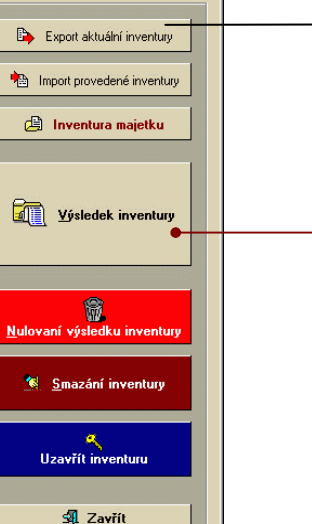 Export aktuální inventury
Import provedené inventury
Inventura majetku
Výsledek inventury
Nulovaní výsledku inventury
Smazání inventury
Uzavřít inventuru
Zavřít